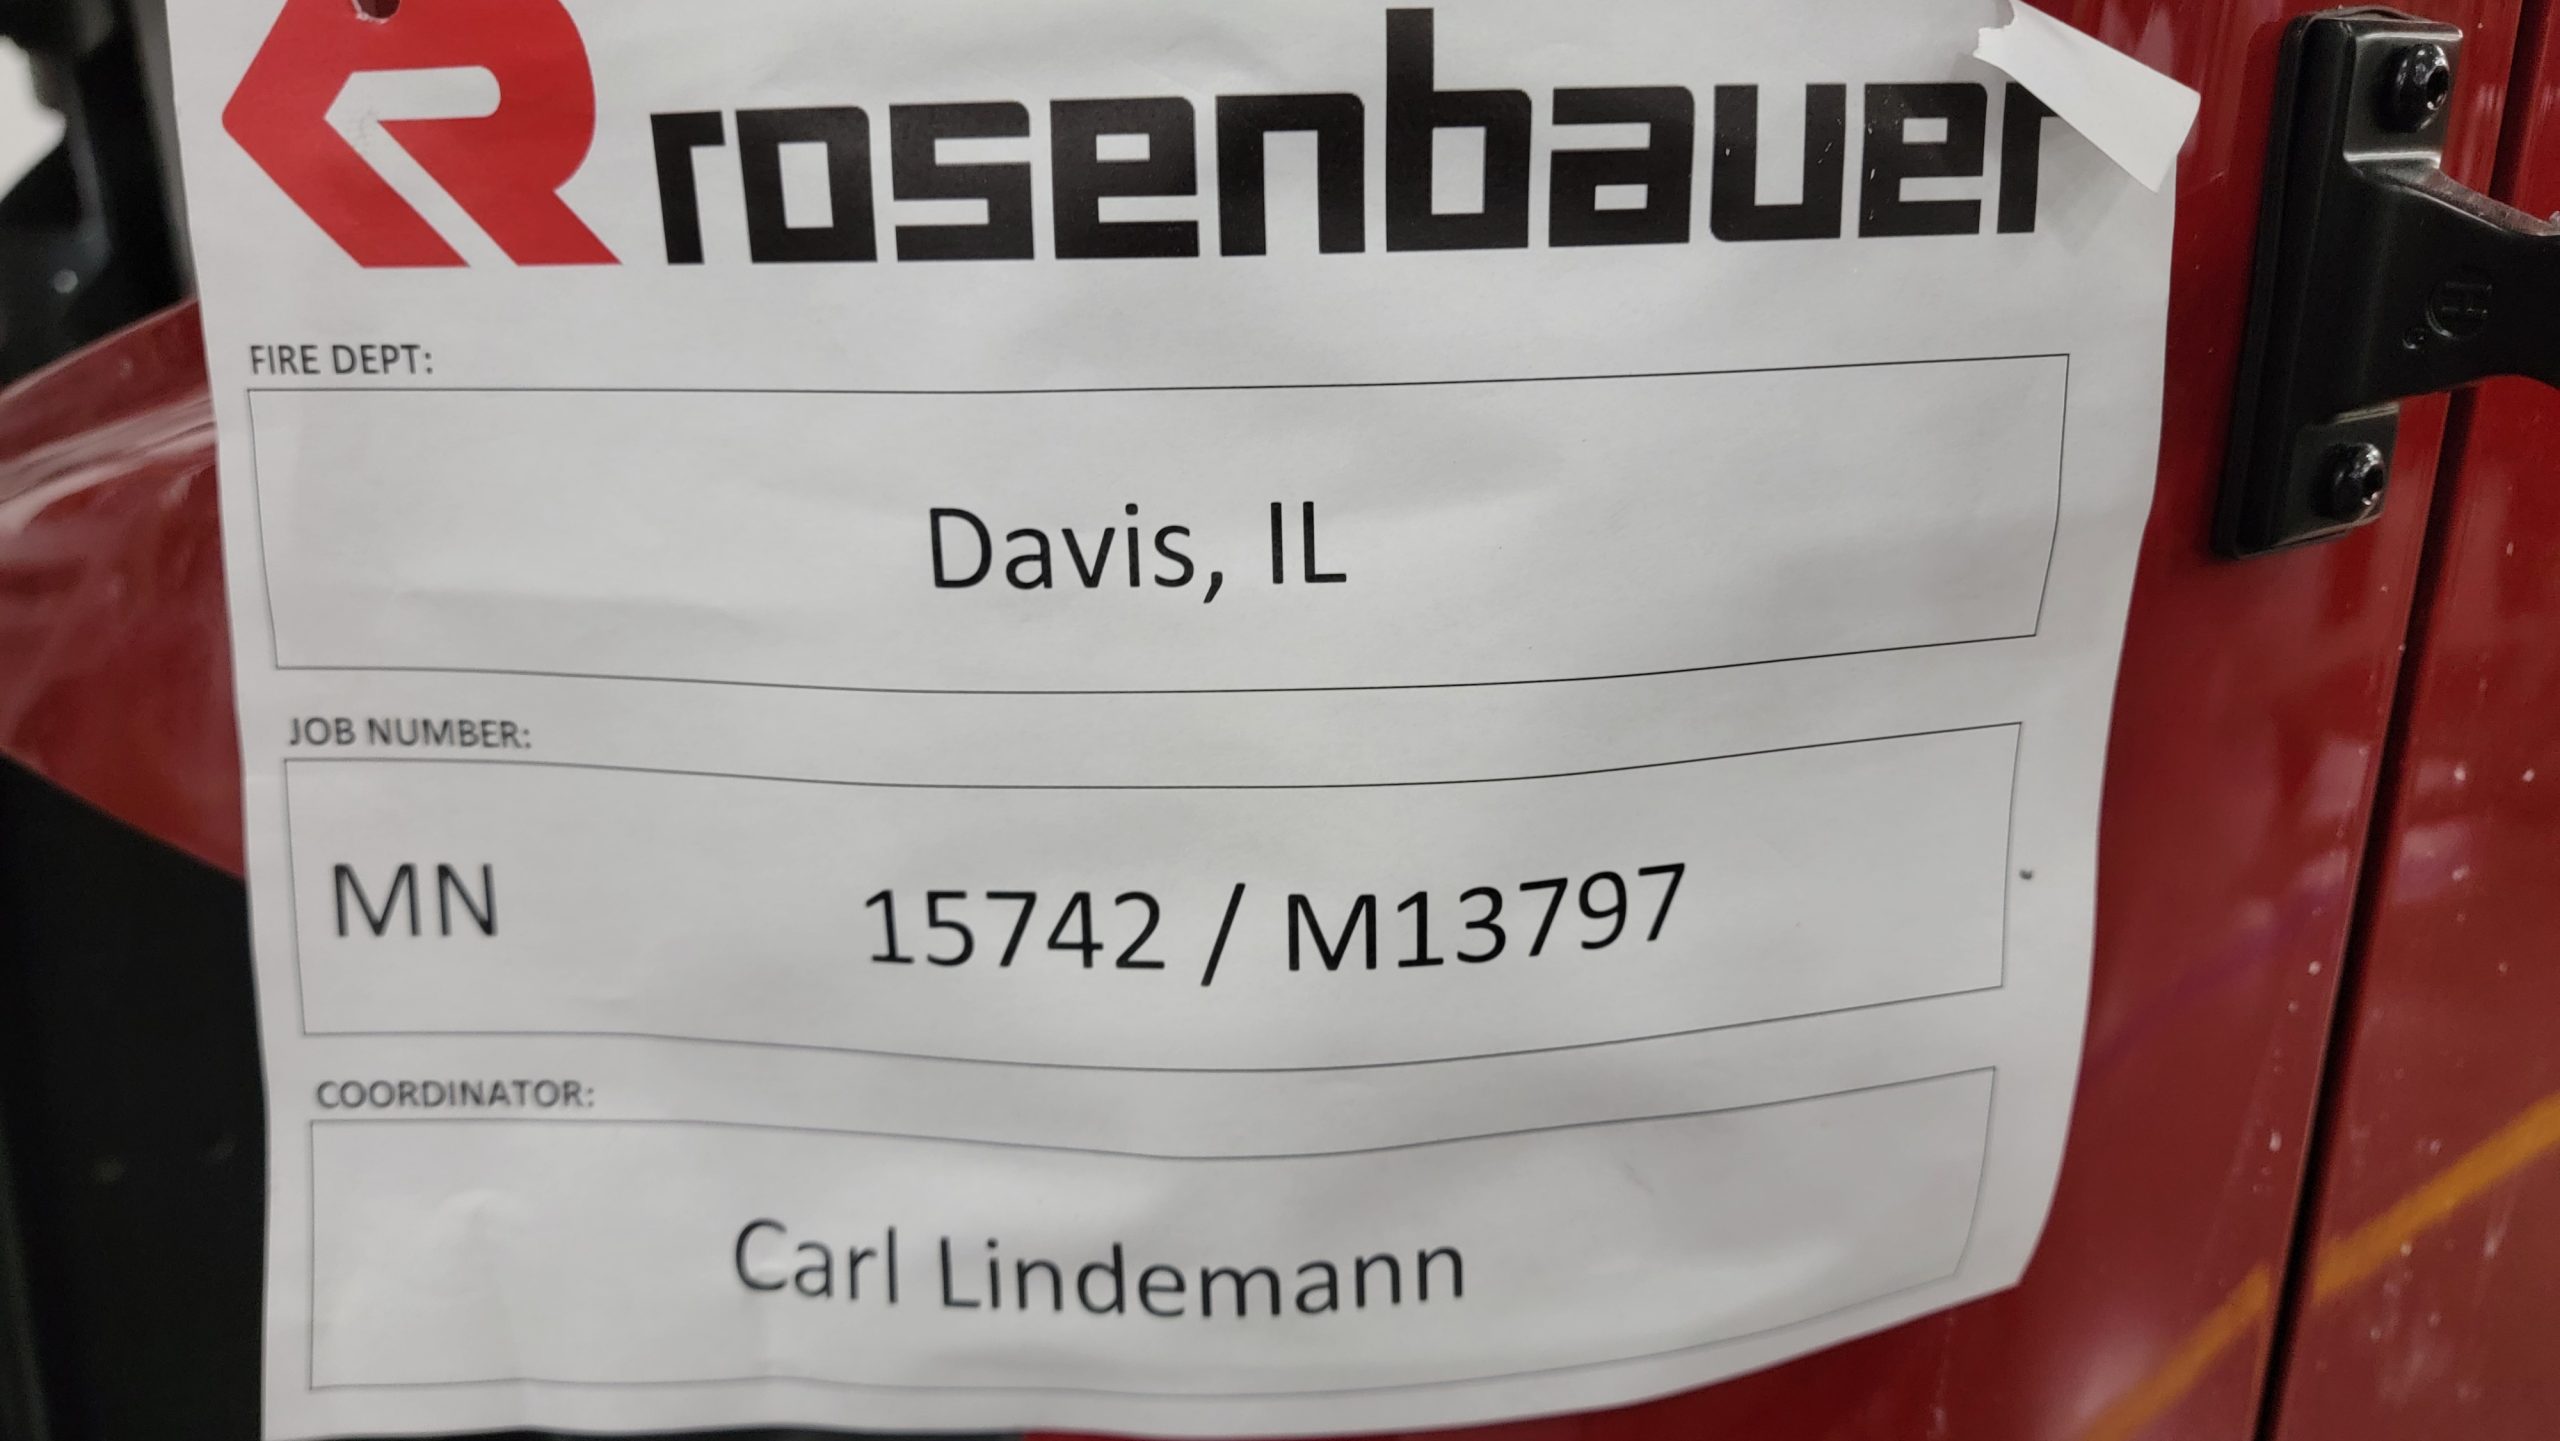 rosenbauer
FIRE DEPT:
Davis, IL
JOB NUMBER:
MN 15742 / M13797
COORDINATOR:
Carl Lindemann